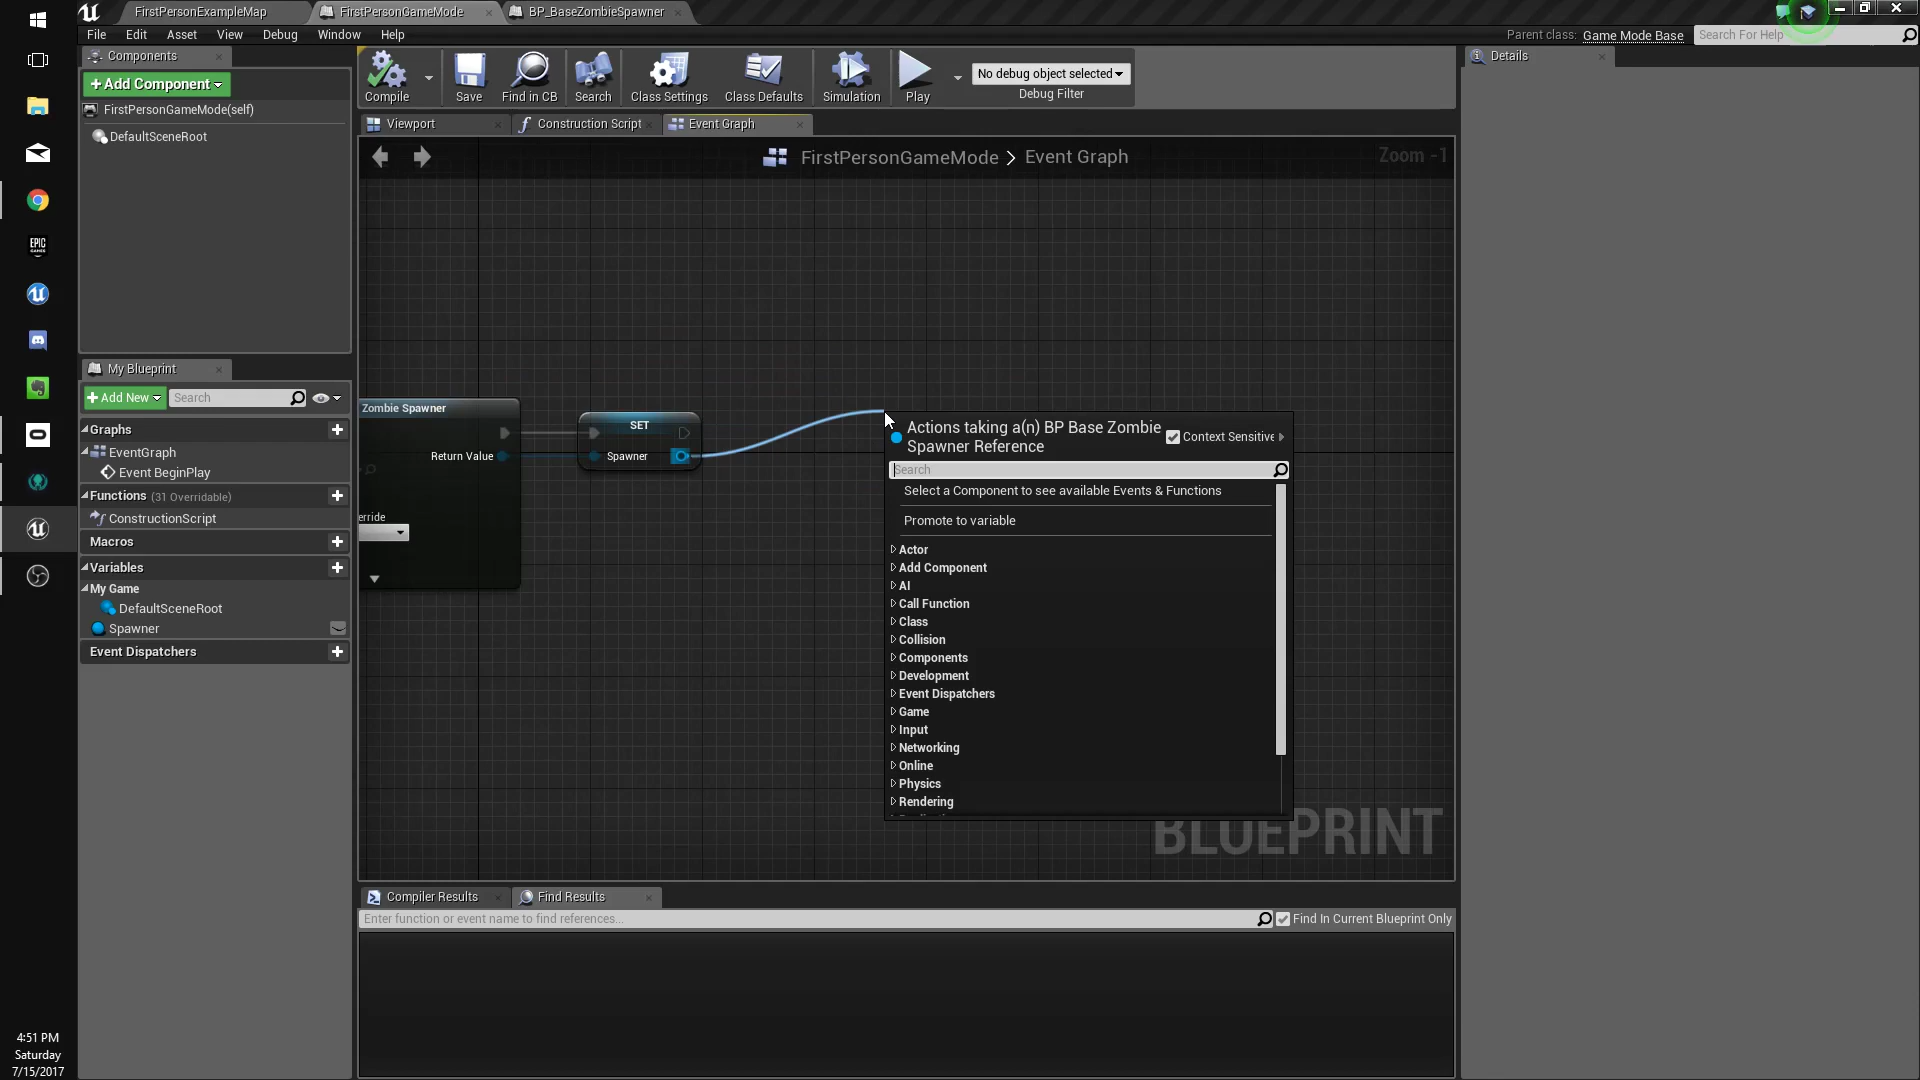 FirstPersonExampleMap
FirstPersonGameMode
BP_BaseZombieSpawner
File
Edit
Asset
View
Debug
Window
Help
Parent class:
Game Mode Base
Search For Help
Components
Details
+ Add Component
FirstPersonGameMode(self)
DefaultSceneRoot
Compile
Save
Find in CB
Search
Class Settings
Class Defaults
Simulation
Play
No debug object selected
Debug Filter
Viewport
Construction Script
Event Graph
FirstPersonGameMode > Event Graph
Zoom -1
My Blueprint
+ Add New
Search
Graphs
EventGraph
Event BeginPlay
Functions (31 Overridable)
ConstructionScript
Macros
Variables
My Game
DefaultSceneRoot
Spawner
Event Dispatchers
Zombie Spawner
Return Value
erride
SET
Spawner
Actions taking a(n) BP Base Zombie
Spawner Reference
Context Sensitive
Search
Select a Component to see available Events & Functions
Promote to variable
Actor
Add Component
AI
Call Function
Class
Collision
Components
Development
Event Dispatchers
Game
Input
Networking
Online
Physics
Rendering
BLUEPRINT
Compiler Results
Find Results
Enter function or event name to find references...
Find In Current Blueprint Only
EPIC
GAMES
4:51 PM
Saturday
7/15/2017